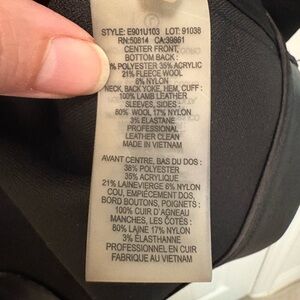 STYLE: E901U103 LOT: 91038
RN:50814 CA:39861
CENTER FRONT,
BOTTOM BACK :
% POLYESTER 35% ACRYLIC
21% FLEECE WOOL
6% NYLON
NECK, BACK YOKE, HEM, CUFF :
100% LAMB LEATHER
SLEEVES, SIDES :
80% WOOL 17% NYLON
3% ELASTANE
PROFESSIONAL
LEATHER CLEAN
MADE IN VIETNAM
AVANT CENTRE, BAS DU DOS :
38% POLYESTER
35% ACRYLIQUE
21% LAINEVIERGE 6% NYLON
COU, EMPIÈCEMENT DOS,
BORD BOUTONS, POIGNETS :
100% CUIR D'AGNEAU
MANCHES, LES CÔTÉS :
80% LAINE 17% NYLON
3% ÉLASTHANNE
PROFESSIONNEL EN CUIR
FABRIQUE AU VIETNAM